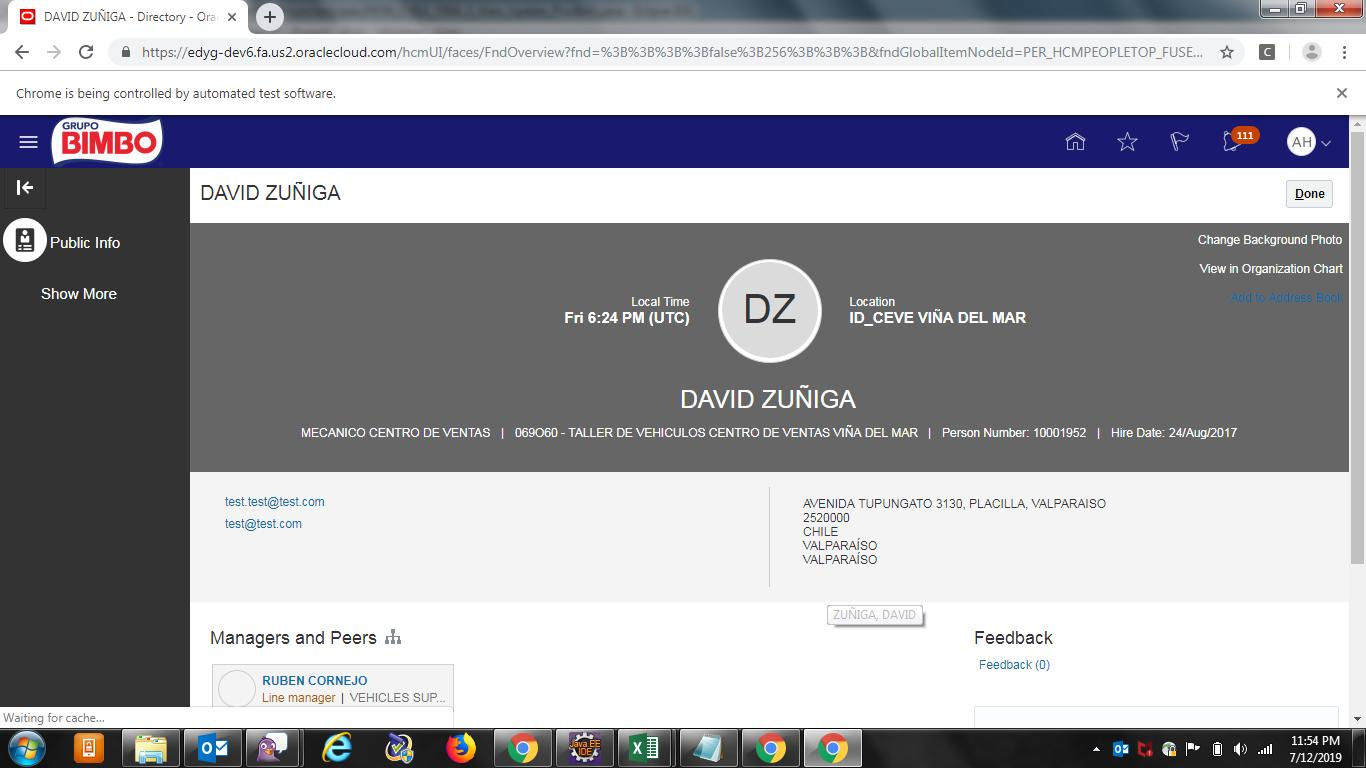 DAVID ZUÑIGA - Directory - Ora
https://edyg-dev6.fa.us2.oraclecloud.com/hcmUI/faces/FndOverview?fnd=%3B%3B%3B%3Bfalse%3B256%3B%3B%3B&fndGlobalItemNodeId=PER_HCMPEOPLETOP_FUSE...
C
Chrome is being controlled by automated test software.
GRUPO
BIMBO
111
AH
DAVID ZUÑIGA
Done
Public Info
Show More
Change Background Photo
View in Organization Chart
Add to Address Book
Local Time
Fri 6:24 PM (UTC)
DZ
Location
ID_CEVE VIÑA DEL MAR
DAVID ZUÑIGA
MECANICO CENTRO DE VENTAS | 069O60 - TALLER DE VEHICULOS CENTRO DE VENTAS VIÑA DEL MAR | Person Number: 10001952 | Hire Date: 24/Aug/2017
test.test@test.com
test@test.com
AVENIDA TUPUNGATO 3130, PLACILLA, VALPARAISO
2520000
CHILE
VALPARAÍSO
VALPARAÍSO
ZUÑIGA, DAVID
Managers and Peers
RUBEN CORNEJO
Line manager | VEHICLES SUP...
Feedback
Feedback (0)
Waiting for cache...
Java EE
IDE
11:54 PM
7/12/2019